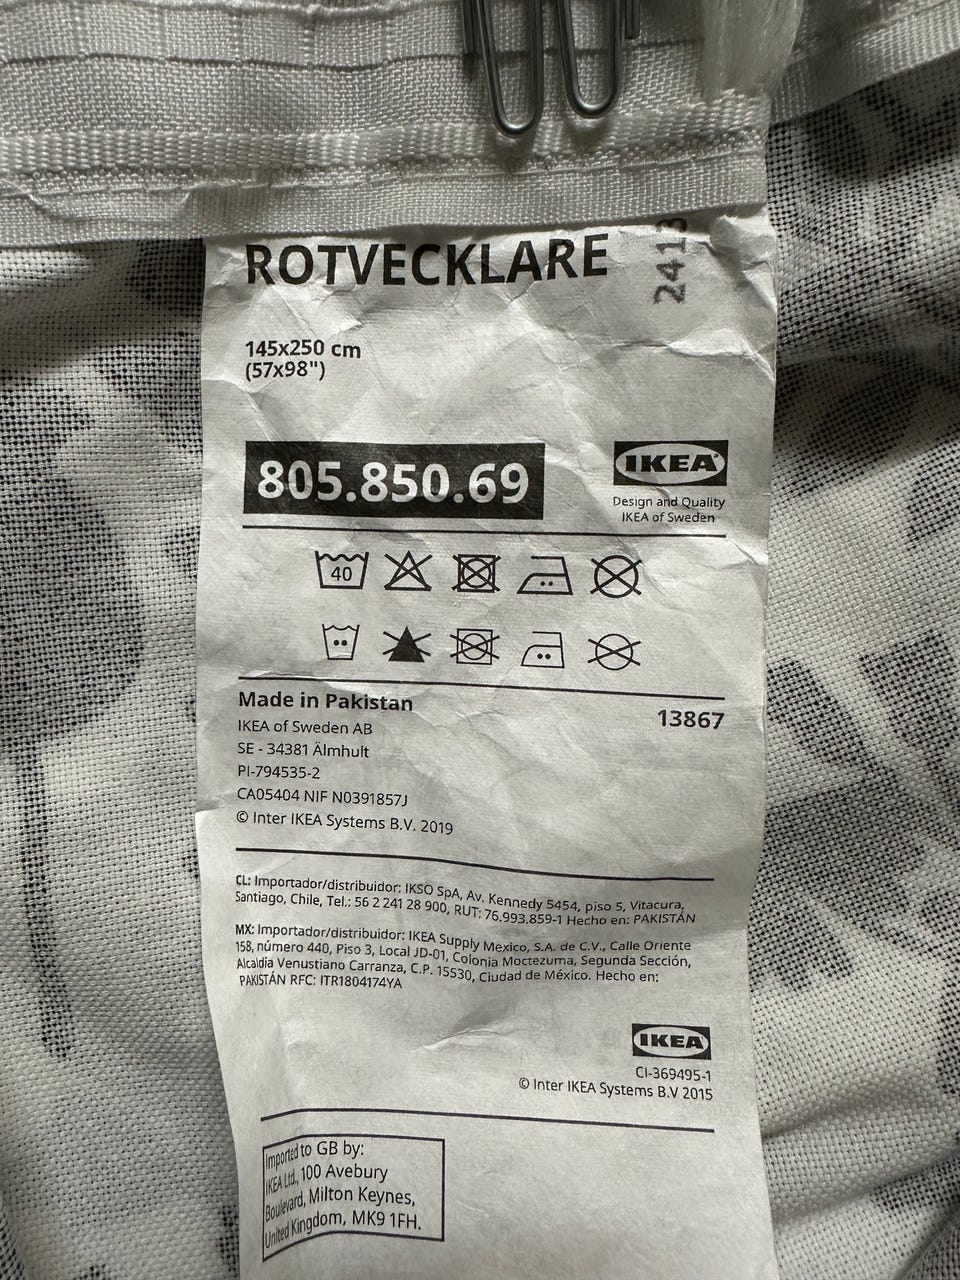 ROTVECKLARE
2413
145x250 cm
(57x98")
805.850.69
IKEA
Design and Quality
IKEA of Sweden
40
Made in Pakistan
13867
IKEA of Sweden AB
SE - 34381 Älmhult
PI-794535-2
CA05404 NIF N0391857J
© Inter IKEA Systems B.V. 2019
CL: Importador/distribuidor: IKSO SpA, Av. Kennedy 5454, piso 5, Vitacura,
Santiago, Chile, Tel.: 56 2 241 28 900, RUT: 76.993.859-1 Hecho en: PAKISTÁN
MX: Importador/distribuidor: IKEA Supply Mexico, S.A. de C.V., Calle Oriente
158, número 440, Piso 3, Local JD-01, Colonia Moctezuma, Segunda Sección,
Alcaldía Venustiano Carranza, C.P. 15530, Ciudad de México. Hecho en:
PAKISTÁN RFC: ITR1804174YA
IKEA
CI-369495-1
© Inter IKEA Systems B.V 2015
Imported to GB by:
IKEA Ltd., 100 Avebury
Boulevard, Milton Keynes,
United Kingdom, MK9 1FH.